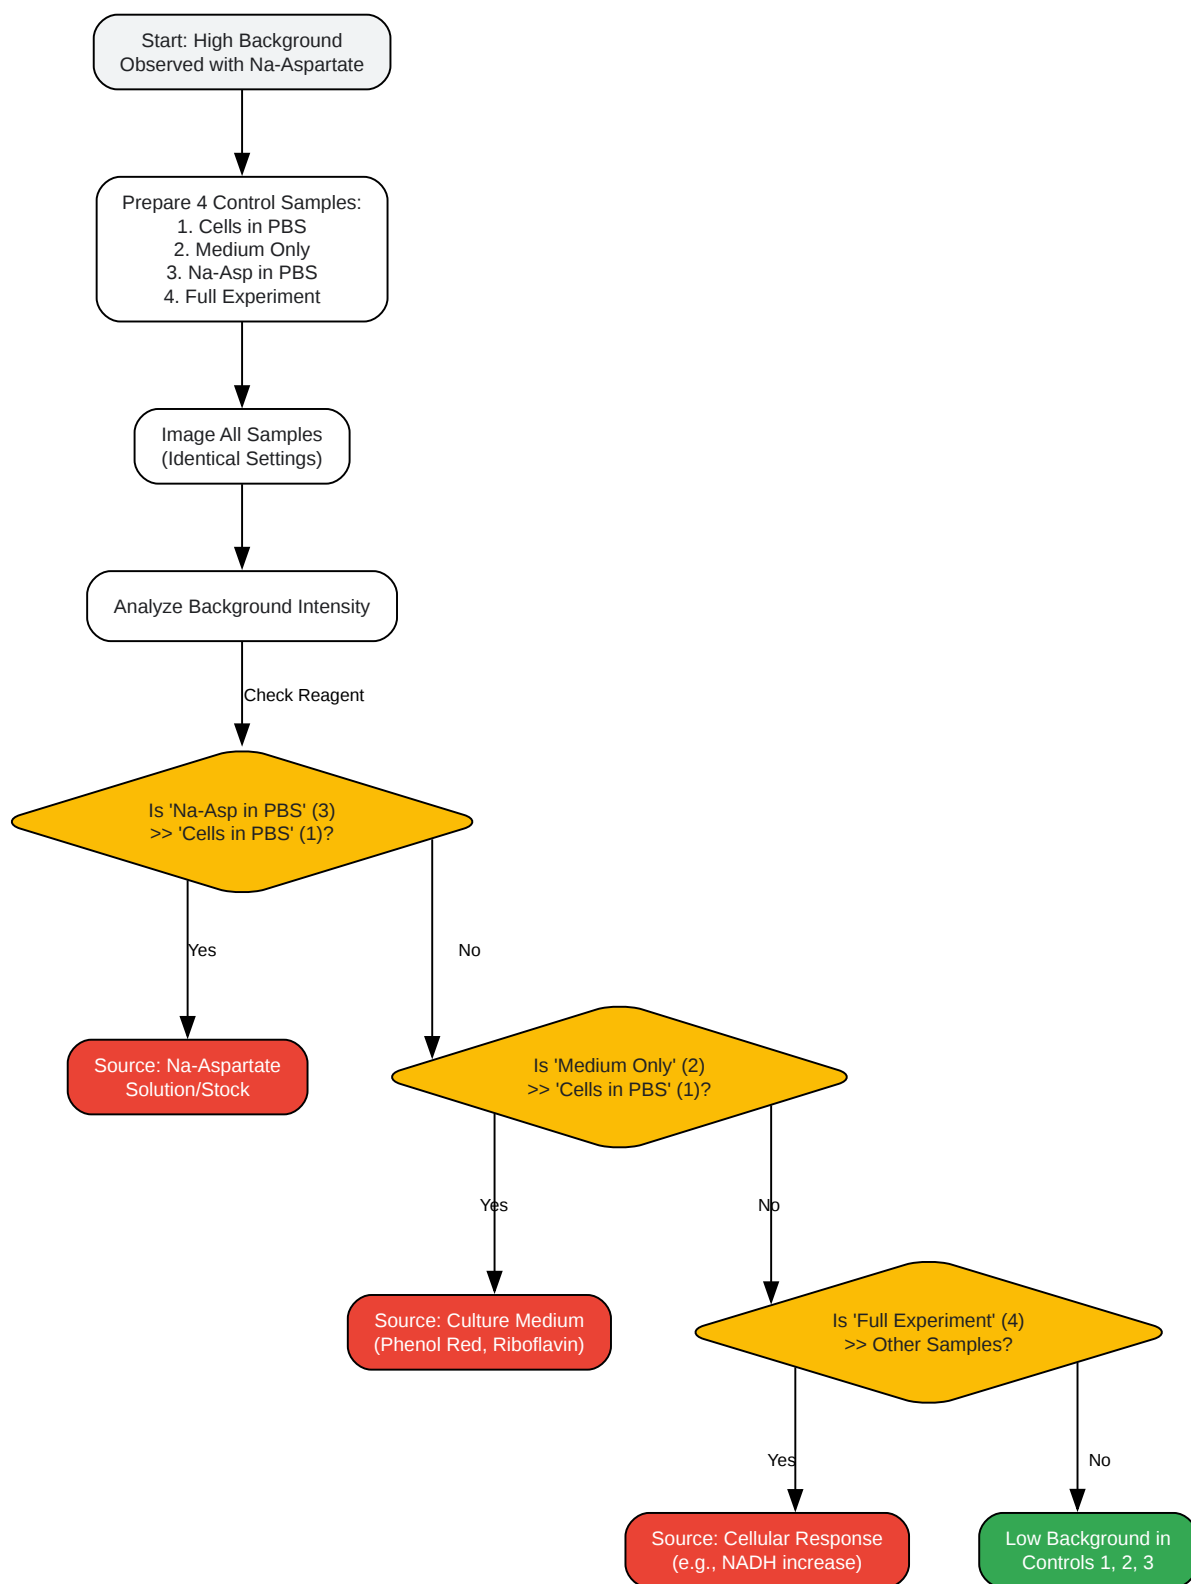 Start: High Background
Observed with Na-Aspartate
Prepare 4 Control Samples:
1. Cells in PBS
2. Medium Only
3. Na-Asp in PBS
4. Full Experiment
Image All Samples
(Identical Settings)
Analyze Background Intensity
Check Reagent
Is 'Na-Asp in PBS' (3)
>> 'Cells in PBS' (1)?
Yes
No
Source: Na-Aspartate
Solution/Stock
Is 'Medium Only' (2)
>> 'Cells in PBS' (1)?
Yes
No
Source: Culture Medium
(Phenol Red, Riboflavin)
Is 'Full Experiment' (4)
>> Other Samples?
Yes
No
Source: Cellular Response
(e.g., NADH increase)
Low Background in
Controls 1, 2, 3